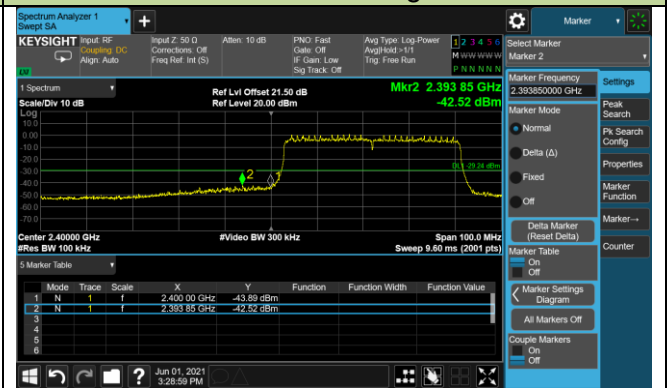 Spectrum Analyzer 1
Swept SA
Marker
KEYSIGHT
Input: RF
Coupling: DC
Align: Auto
Input Z: 50 Ω
Corrections: Off
Freq Ref: Int (S)
Atten: 10 dB
PNO: Fast
Gate: Off
IF Gain: Low
Sig Track: Off
Avg Type: Log-Power
Avg|Hold:>1/1
Trig: Free Run
1 2 3 4 5 6
M W W W W W
P N N N N N
Select Marker
Marker 2
1 Spectrum
Scale/Div 10 dB
Ref Lvl Offset 21.50 dB
Ref Level 20.00 dBm
Mkr2 2.393 85 GHz
-42.52 dBm
Log
10.0
0.00
-10.0
-20.0
-30.0
-40.0
-50.0
-60.0
-70.0
DL1 -29.24 dBm
2
1
Center 2.40000 GHz
#Res BW 100 kHz
#Video BW 300 kHz
Span 100.0 MHz
Sweep 9.60 ms (2001 pts)
5 Marker Table
Mode Trace Scale X Y Function Function Width Function Value
1 N 1 f 2.400 00 GHz -43.89 dBm
2 N 1 f 2.393 85 GHz -42.52 dBm
3
4
5
6
Marker Frequency
2.393850000 GHz
Marker Mode
Normal
Delta (Δ)
Fixed
Off
Delta Marker
(Reset Delta)
Marker Table
On
Off
Marker Settings
Diagram
All Markers Off
Couple Markers
On
Off
Settings
Peak
Search
Pk Search
Config
Properties
Marker
Function
Marker→
Counter
Jun 01, 2021
3:28:59 PM